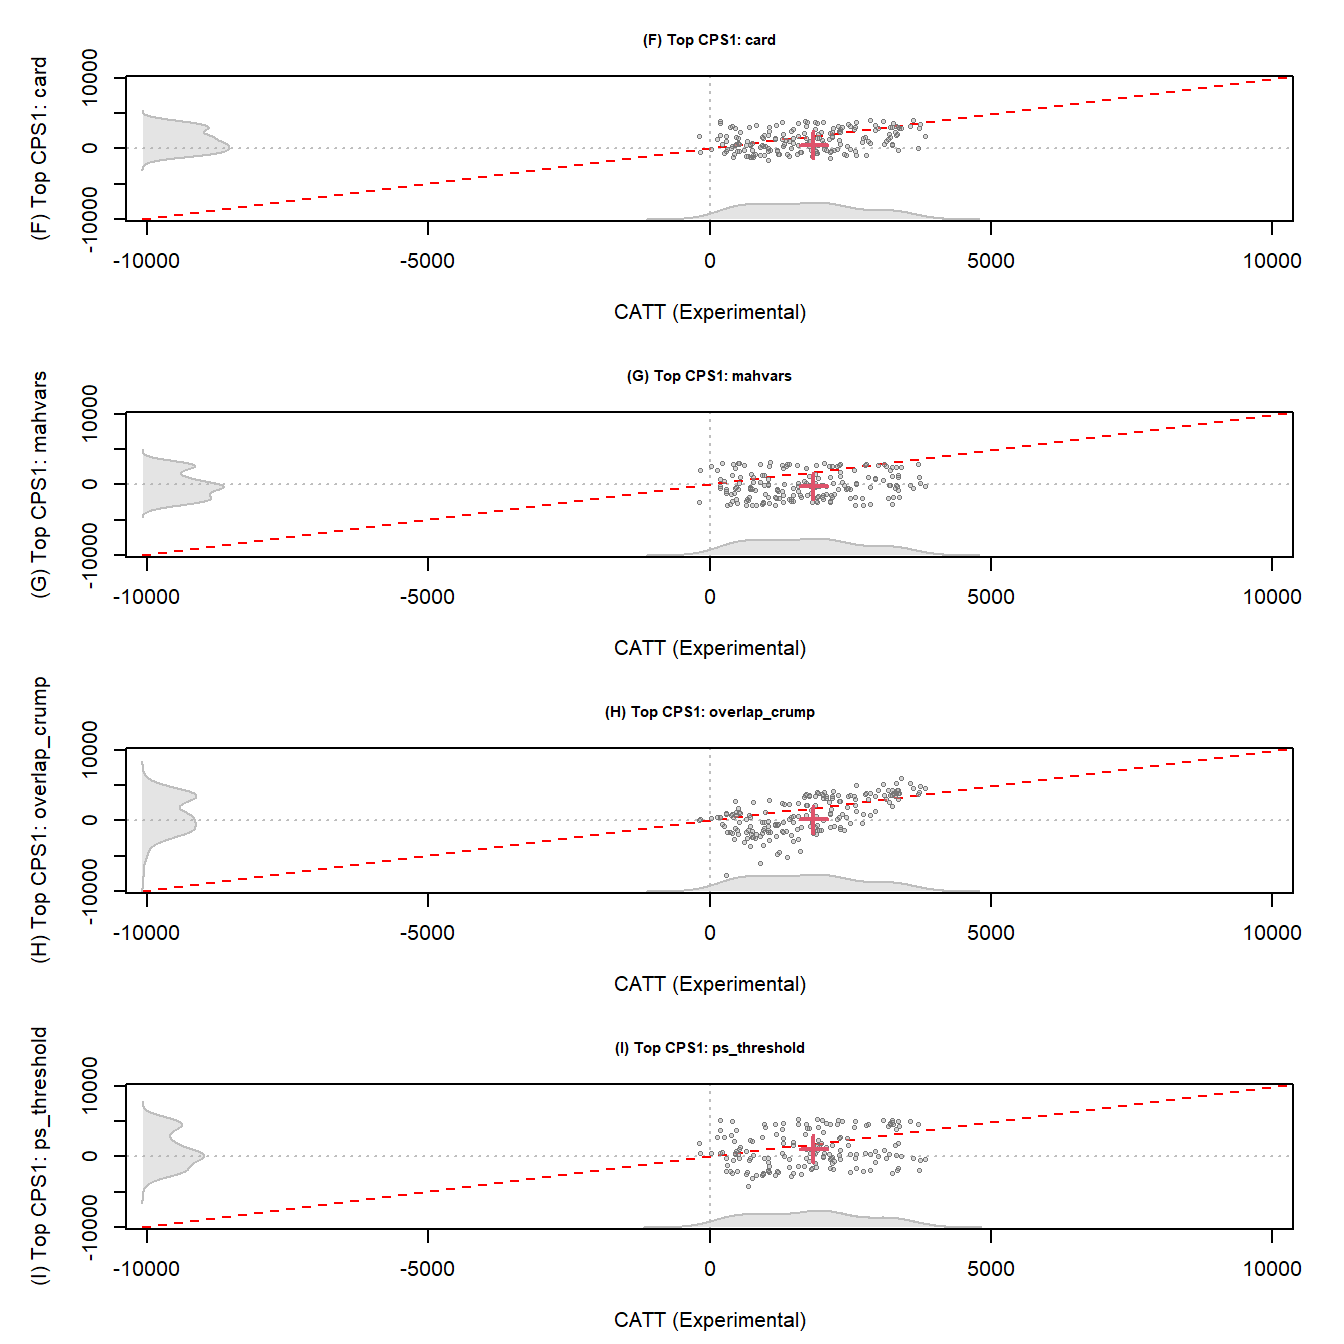 (F) Top CPS1: card
(F) Top CPS1: card
10000
0
-10000
-10000 -5000 0 5000 10000
CATT (Experimental)
(G) Top CPS1: mahvars
(G) Top CPS1: mahvars
10000
0
-10000
-10000 -5000 0 5000 10000
CATT (Experimental)
(H) Top CPS1: overlap_crump
(H) Top CPS1: overlap_crump
10000
0
-10000
-10000 -5000 0 5000 10000
CATT (Experimental)
(I) Top CPS1: ps_threshold
(I) Top CPS1: ps_threshold
10000
0
-10000
-10000 -5000 0 5000 10000
CATT (Experimental)